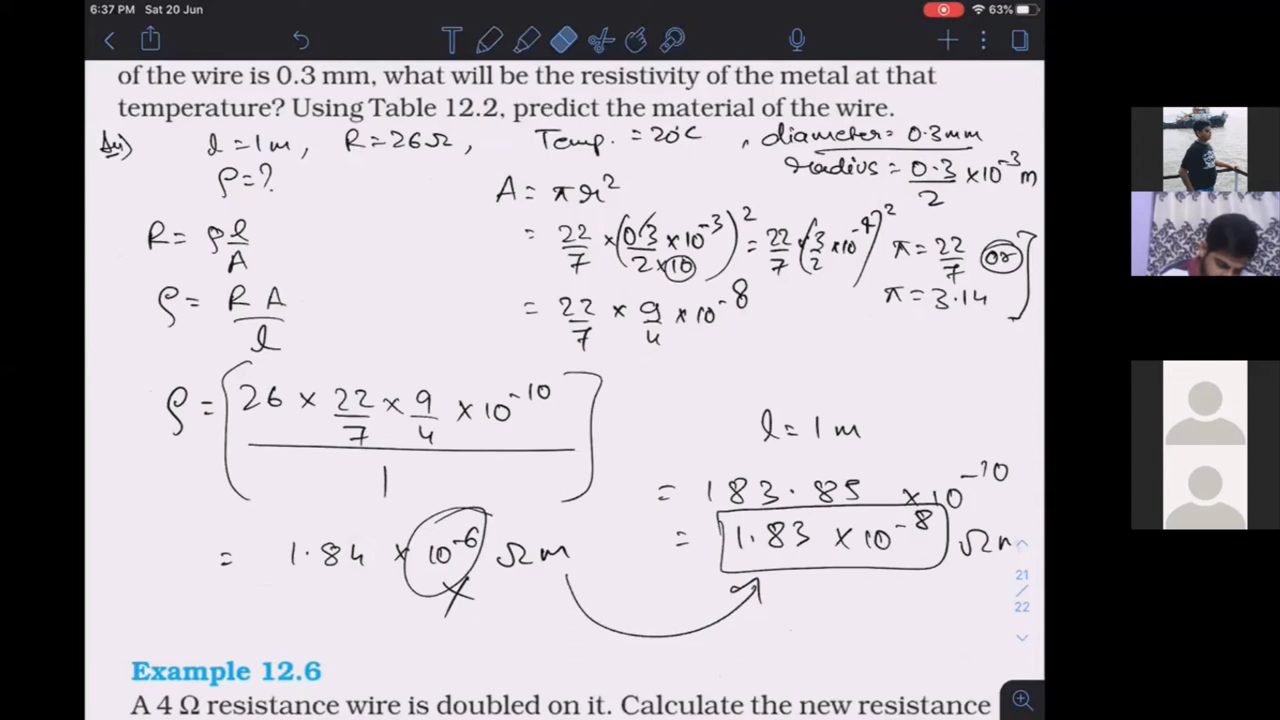 6:37 PM Sat 20 Jun
63%
of the wire is 0.3 mm, what will be the resistivity of the metal at that
temperature? Using Table 12.2, predict the material of the wire.
Ans) l = 1m, R = 26Ω, Temp. = 20°C, diameter = 0.3mm
ρ = ?
radius = 0.3/2 × 10⁻³ m
A = πr²
R = ρ l/A
= 22/7 × (0.3/2×10 × 10⁻³)² = 22/7 × (3/2 × 10⁻⁴)²
π = 22/7 or
π = 3.14
ρ = R A/l
= 22/7 × 9/4 × 10⁻⁸
ρ = [26 × 22/7 × 9/4 × 10⁻¹⁰ / 1]
l = 1 m
= 183.85 × 10⁻¹⁰
= 1.83 × 10⁻⁸ Ωm
= 1.84 × 10⁻⁶ Ωm
21
/
22
Example 12.6
A 4 Ω resistance wire is doubled on it. Calculate the new resistance